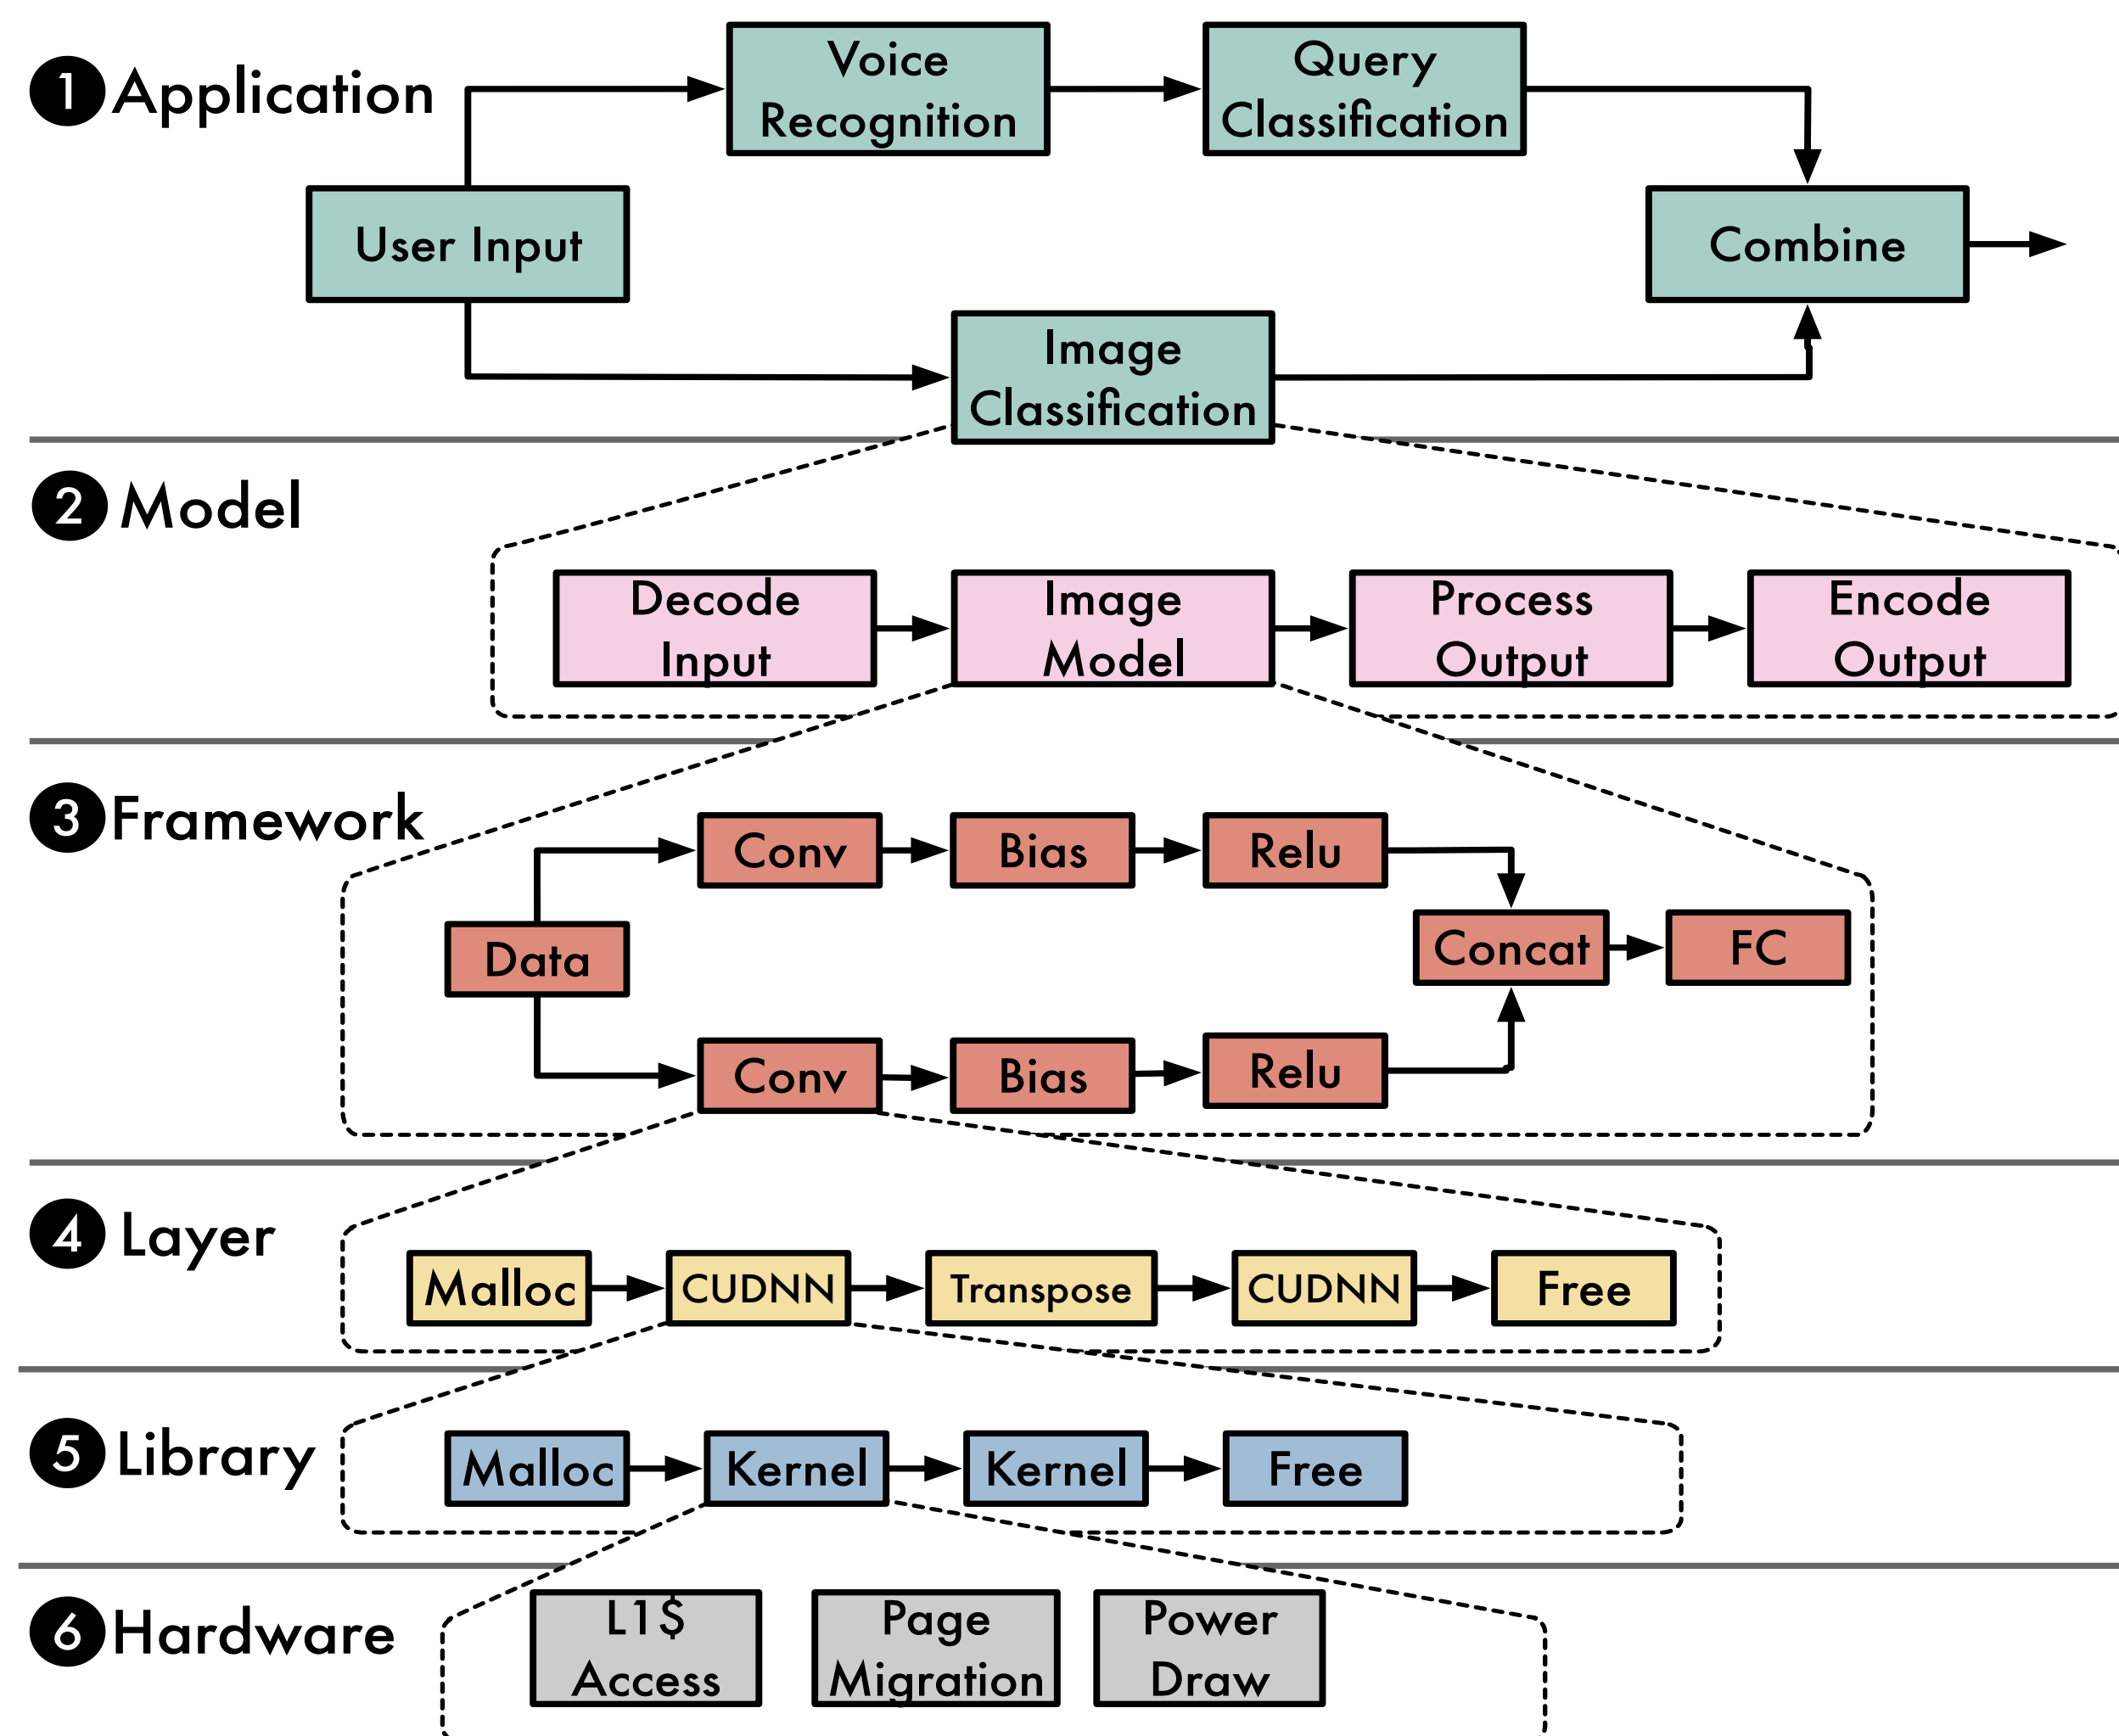 1 Application
Voice
Recognition
Query
Classification
User Input
Combine
Image
Classification
2 Model
Decode
Input
Image
Model
Process
Output
Encode
Output
3 Framework
Conv
Bias
Relu
Data
Concat
FC
Conv
Bias
Relu
4 Layer
Malloc
CUDNN
Transpose
CUDNN
Free
5 Library
Malloc
Kernel
Kernel
Free
6 Hardware
L1$
Access
Page
Migration
Power
Draw